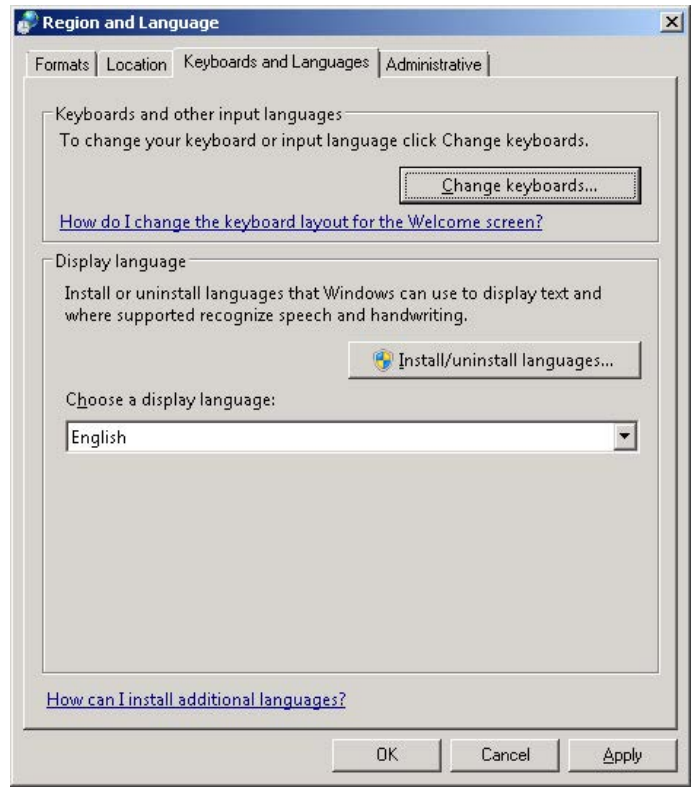 Region and Language
Formats Location Keyboards and Languages Administrative
Keyboards and other input languages
To change your keyboard or input language click Change keyboards.
Change keyboards...
How do I change the keyboard layout for the Welcome screen?
Display language
Install or uninstall languages that Windows can use to display text and
where supported recognize speech and handwriting.
Install/uninstall languages...
Choose a display language:
English
How can I install additional languages?
OK Cancel Apply